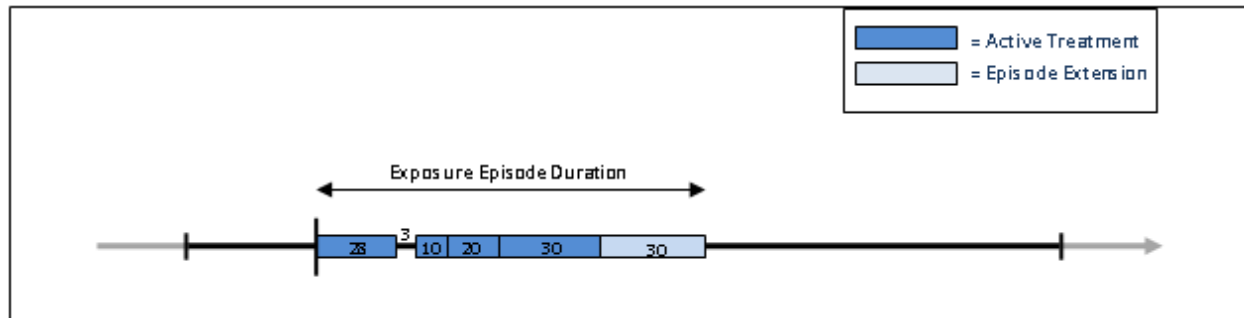 = Active Treatment
= Episode Extension
Exposure Episode Duration
3
28 10 20 30 30